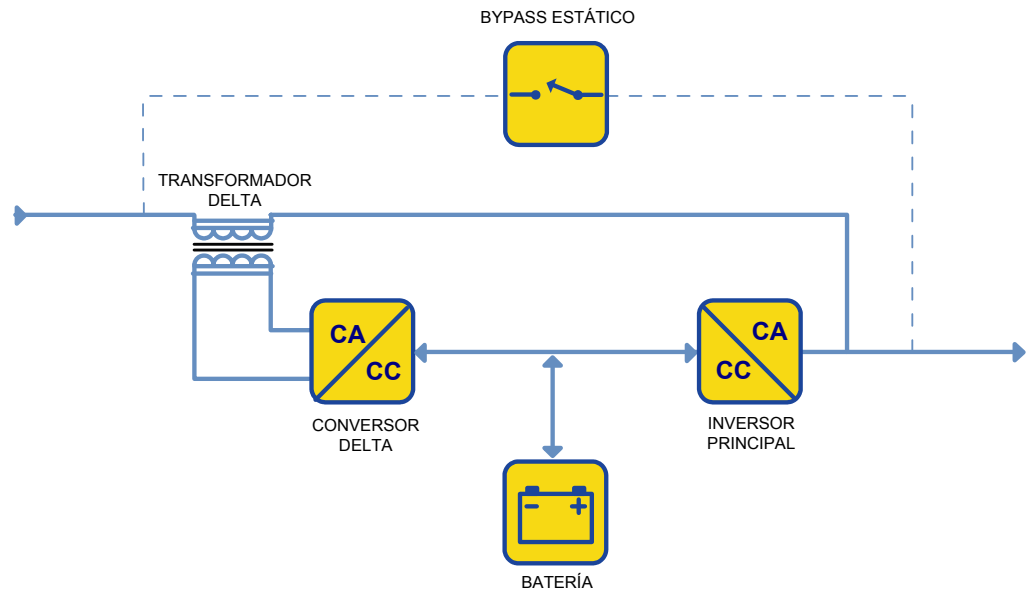 BYPASS ESTÁTICO
TRANSFORMADOR
DELTA
CA
CC
CA
CC
CONVERSOR
DELTA
INVERSOR
PRINCIPAL
BATERÍA